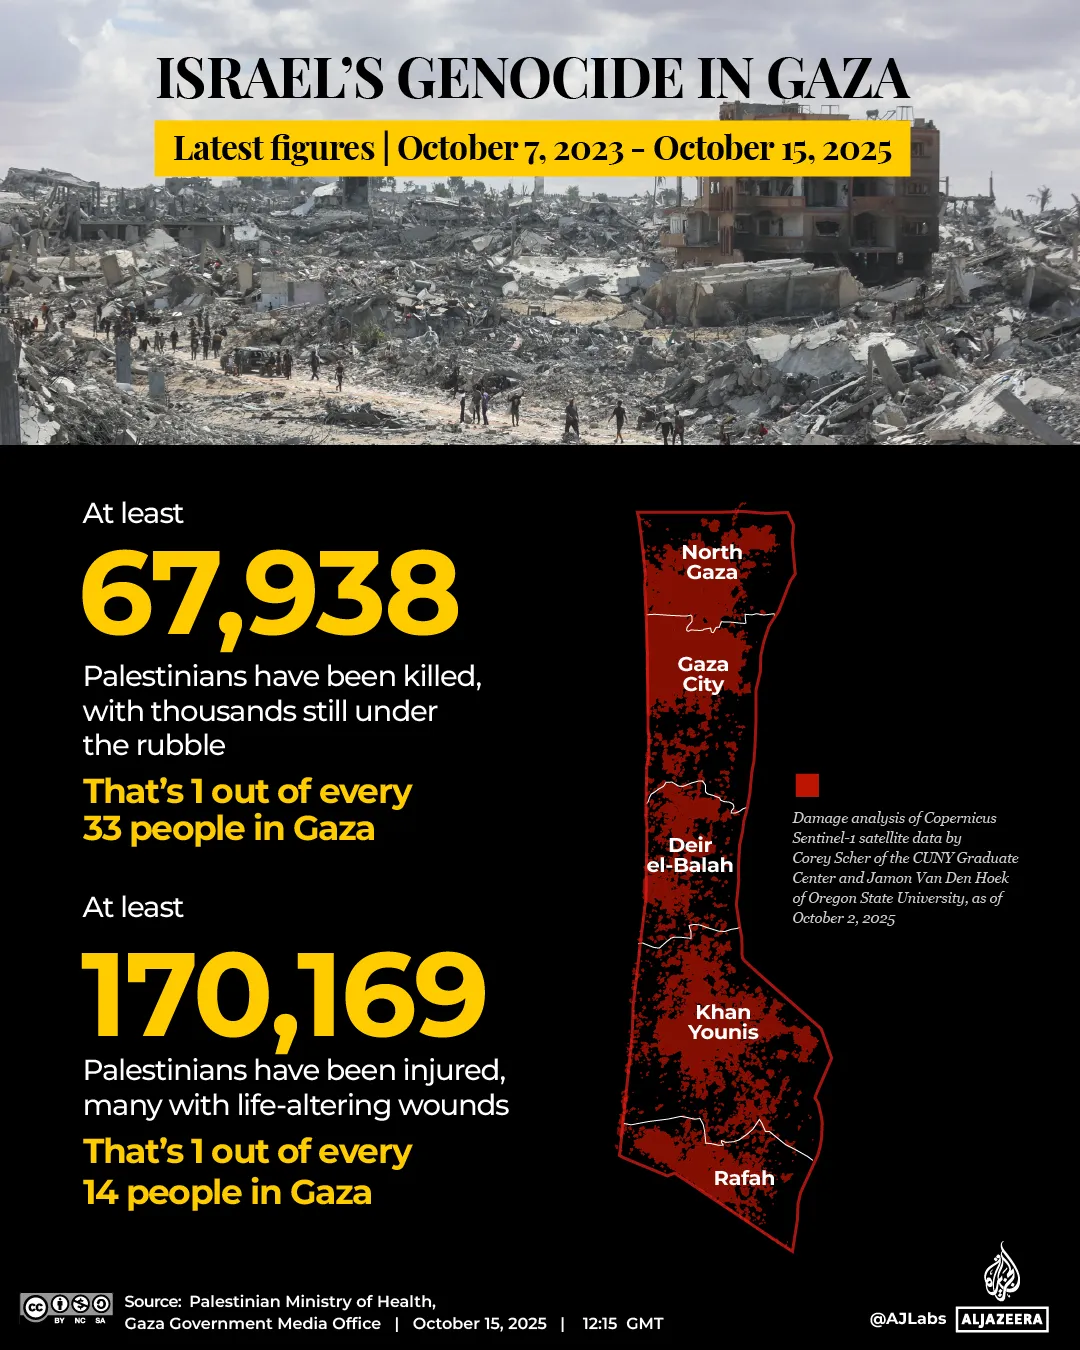 ISRAEL'S GENOCIDE IN GAZA
Latest figures | October 7, 2023 - October 15, 2025
At least
67,938
Palestinians have been killed,
with thousands still under
the rubble
That's 1 out of every
33 people in Gaza
At least
170,169
Palestinians have been injured,
many with life-altering wounds
That's 1 out of every
14 people in Gaza
North
Gaza
Gaza
City
Deir
el-Balah
Khan
Younis
Rafah
Damage analysis of Copernicus
Sentinel-1 satellite data by
Corey Scher of the CUNY Graduate
Center and Jamon Van Den Hoek
of Oregon State University, as of
October 2, 2025
cc
BY NC SA
Source: Palestinian Ministry of Health,
Gaza Government Media Office | October 15, 2025 | 12:15 GMT
@AJLabs
ALJAZEERA